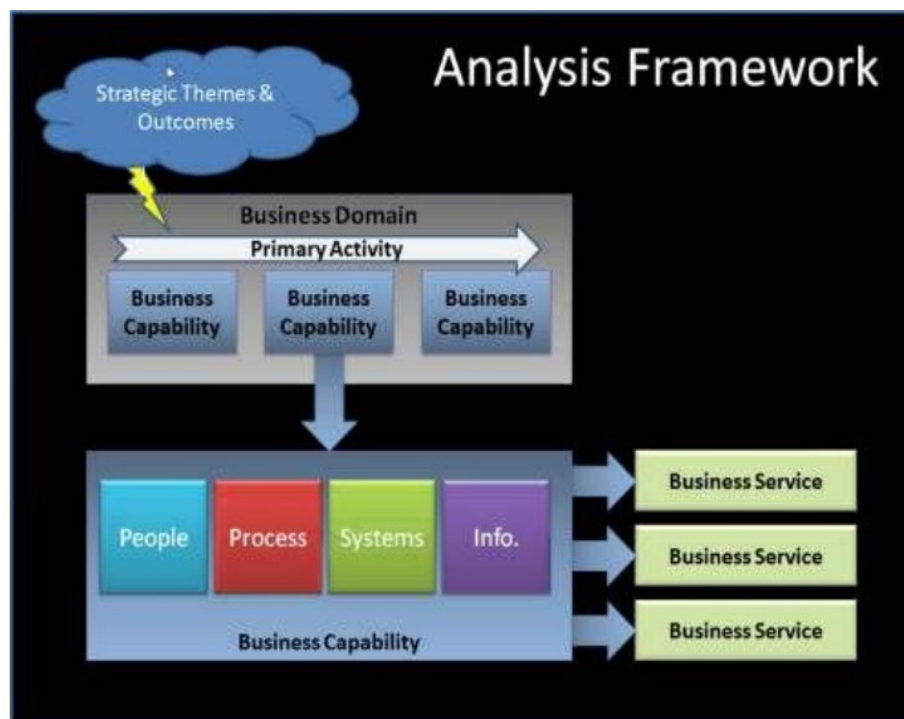 Analysis Framework
Strategic Themes &
Outcomes
Business Domain
Primary Activity
Business
Capability
Business
Capability
Business
Capability
People
Process
Systems
Info.
Business Capability
Business Service
Business Service
Business Service